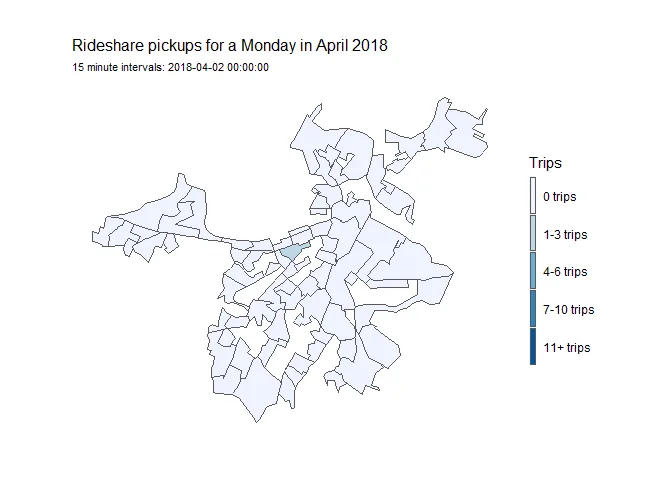 Rideshare pickups for a Monday in April 2018
15 minute intervals: 2018-04-02 00:00:00
Trips
0 trips
1-3 trips
4-6 trips
7-10 trips
11+ trips